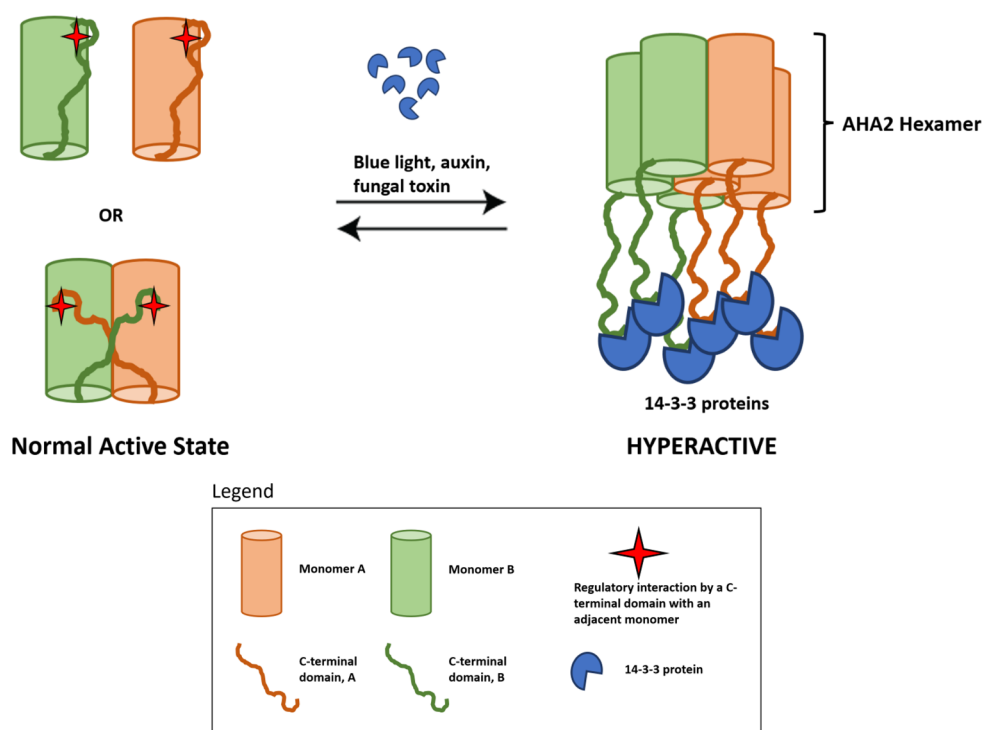 Blue light, auxin,
fungal toxin
AHA2 Hexamer
OR
14-3-3 proteins
Normal Active State
HYPERACTIVE
Legend
Monomer A
Monomer B
Regulatory interaction by a C-
terminal domain with an
adjacent monomer
C-terminal
domain, A
C-terminal
domain, B
14-3-3 protein